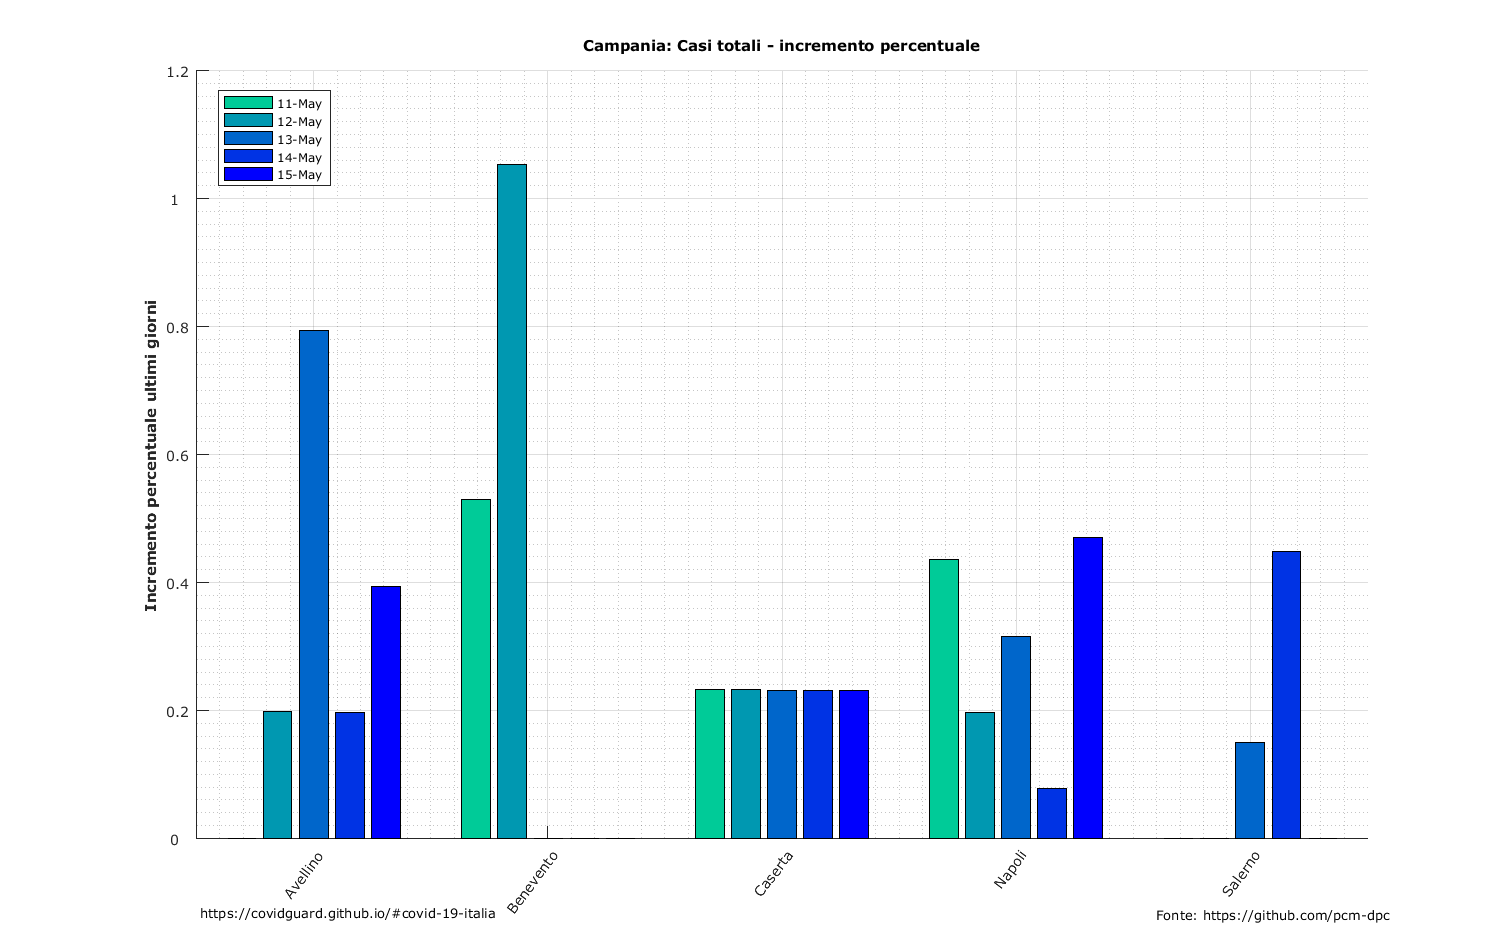 Campania: Casi totali - incremento percentuale
1.2
1
0.8
0.6
0.4
0.2
0
Incremento percentuale ultimi giorni
11-May
12-May
13-May
14-May
15-May
Avellino
Benevento
Caserta
Napoli
Salerno
https://covidguard.github.io/#covid-19-italia
Fonte: https://github.com/pcm-dpc